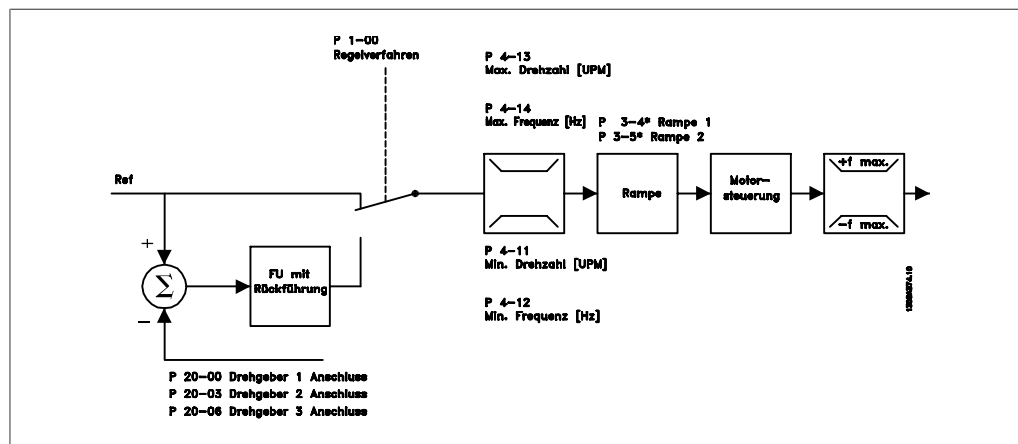 P 1-00
Regelverfahren
P 4-13
Max. Drehzahl [UPM]
P 4-14
Max. Frequenz [Hz]
P 3-4* Rampe 1
P 3-5* Rampe 2
Ref
Rampe
Motor-
steuerung
+f max.
-f max.
+
Σ
-
FU mit
Rückführung
P 4-11
Min. Drehzahl [UPM]
P 4-12
Min. Frequenz [Hz]
P 20-00 Drehgeber 1 Anschluss
P 20-03 Drehgeber 2 Anschluss
P 20-06 Drehgeber 3 Anschluss